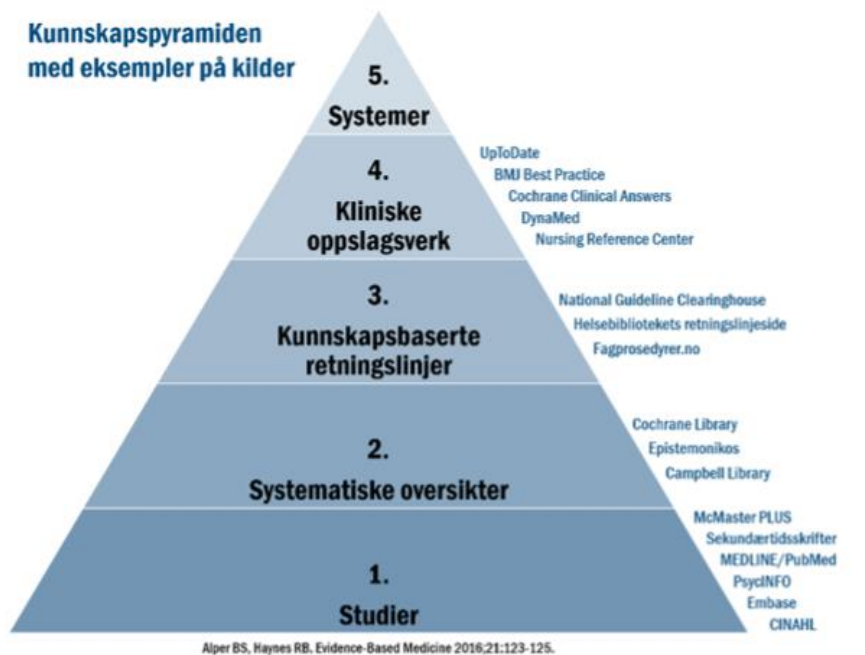 Kunnskapspyramiden
med eksempler på kilder
5.
Systemer
4.
Kliniske
oppslagsverk
UpToDate
BMJ Best Practice
Cochrane Clinical Answers
DynaMed
Nursing Reference Center
3.
Kunnskapsbaserte
retningslinjer
National Guideline Clearinghouse
Helsebibliotekets retningslinjeside
Fagprosedyrer.no
2.
Systematiske oversikter
Cochrane Library
Epistemonikos
Campbell Library
1.
Studier
McMaster PLUS
Sekundærtidsskrifter
MEDLINE/PubMed
PsycINFO
Embase
CINAHL
Alper BS, Haynes RB. Evidence-Based Medicine 2016;21:123-125.